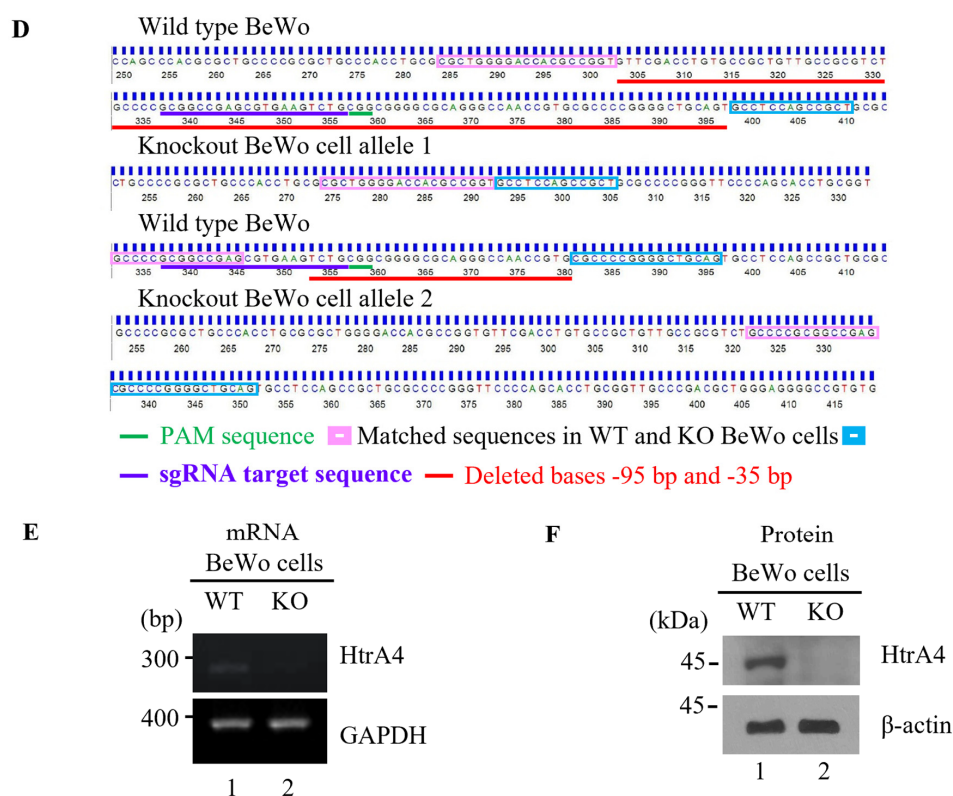 D
Wild type BeWo
CCAGCCCACGCGCTGCCCCGCGCTGCCCACCTGCGCGCTGGGGACCACGCCGGTGTTCGACCTGTGCCGCTGTTGCCGCGTCT
250 255 260 265 270 275 280 285 290 295 300 305 310 315 320 325 330
GCCCCGCGGCCGAGCGTGAAGTCTGCGGCGGGGCGCAGGGCCAACCGTGCGCCCCGGGGCTGCAGTGCCTCCAGCCGCTGCGC
335 340 345 350 355 360 365 370 375 380 385 390 395 400 405 410
Knockout BeWo cell allele 1
CTGCCCCGCGCTGCCCACCTGCGCGCTGGGGACCACGCCGGTGCCTCCAGCCGCTGCGCCCCGGGTTCCCCAGCACCTGCGGT
255 260 265 270 275 280 285 290 295 300 305 310 315 320 325 330
Wild type BeWo
GCCCCGCGGCCGAGCGTGAAGTCTGCGGCGGGGCGCAGGGCCAACCGTGCGCCCCGGGGCTGCAGTGCCTCCAGCCGCTGCGC
335 340 345 350 355 360 365 370 375 380 385 390 395 400 405 410
Knockout BeWo cell allele 2
GCCCCGCGCTGCCCACCTGCGCGCTGGGGACCACGCCGGTGTTCGACCTGTGCCGCTGTTGCCGCGTCTGCCCCGCGGCCGAG
255 260 265 270 275 280 285 290 295 300 305 310 315 320 325 330
CGCCCCGGGGCTGCAGTGCCTCCAGCCGCTGCGCCCCGGGTTCCCCAGCACCTGCGGTTGCCCGACGCTGGGAGGGGCCGTGTG
340 345 350 355 360 365 370 375 380 385 390 395 400 405 410 415
PAM sequence Matched sequences in WT and KO BeWo cells
sgRNA target sequence Deleted bases -95 bp and -35 bp
E
mRNA
BeWo cells
WT KO
(bp)
300 HtrA4
400 GAPDH
1 2
F
Protein
BeWo cells
WT KO
(kDa)
45 HtrA4
45 β-actin
1 2